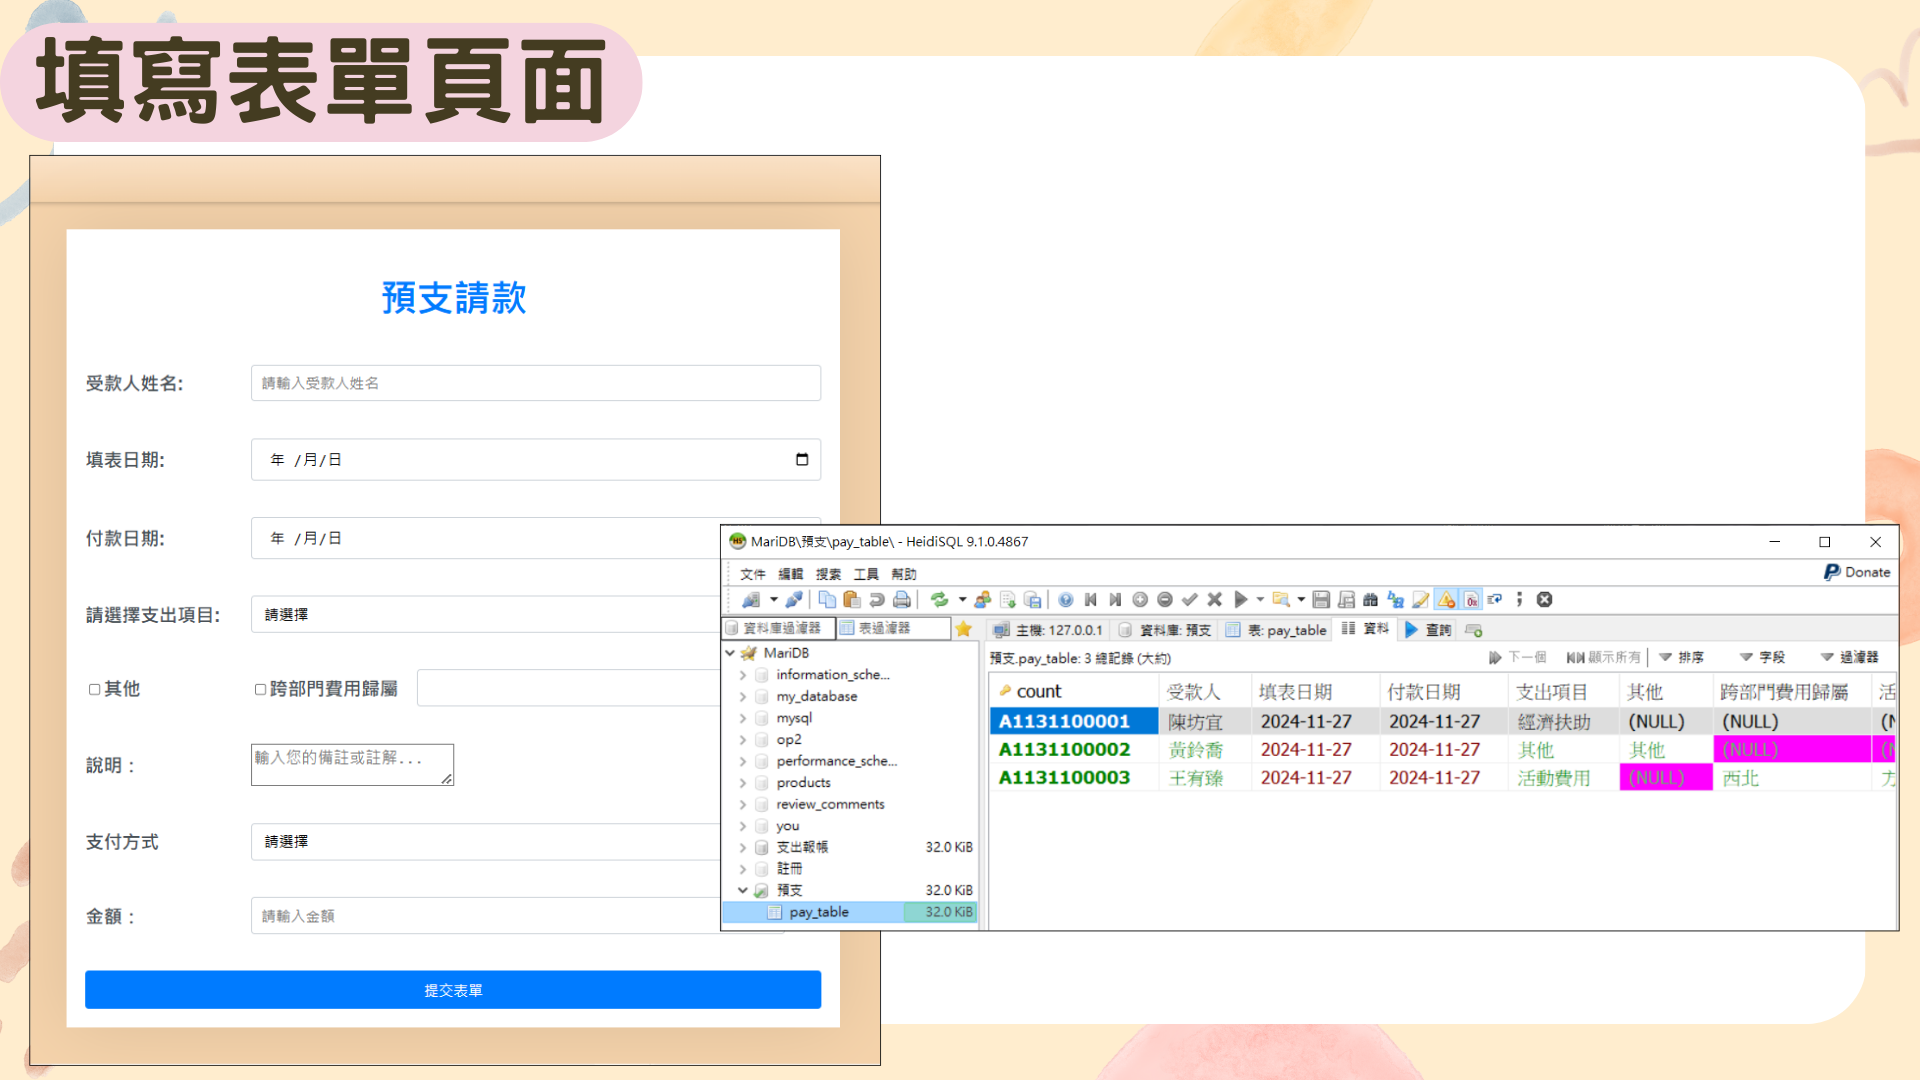 填寫表單頁面
預支請款
受款人姓名: 請輸入受款人姓名
填表日期: 年 /月/日
付款日期: 年 /月/日
請選擇支出項目: 請選擇
其他 跨部門費用歸屬
說明： 輸入您的備註或註解...
支付方式 請選擇
金額： 請輸入金額
提交表單
MariDB\預支\pay_table\ - HeidiSQL 9.1.0.4867
文件 編輯 搜索 工具 幫助 Donate
資料庫過濾器 表過濾器 主機: 127.0.0.1 資料庫: 預支 表: pay_table 資料 查詢
MariDB
information_sche...
my_database
mysql
op2
performance_sche...
products
review_comments
you
支出報帳 32.0 KiB
註冊
預支 32.0 KiB
pay_table 32.0 KiB
預支.pay_table: 3 總記錄 (大約) 下一個 顯示所有 排序 字段 過濾器
count 受款人 填表日期 付款日期 支出項目 其他 跨部門費用歸屬 活
A1131100001 陳坊宜 2024-11-27 2024-11-27 經濟扶助 (NULL) (NULL) (N
A1131100002 黃鈴喬 2024-11-27 2024-11-27 其他 其他 (NULL) (N
A1131100003 王宥臻 2024-11-27 2024-11-27 活動費用 (NULL) 西北 方